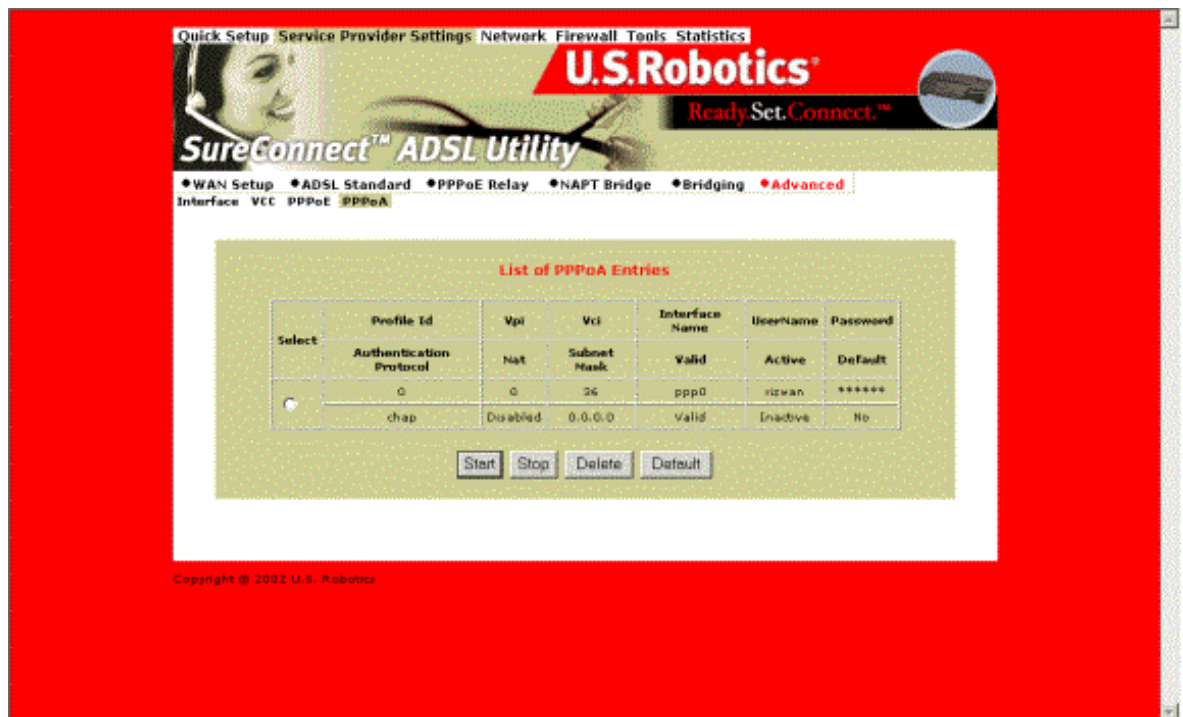 Quick Setup Service Provider Settings Network Firewall Tools Statistics
U.S.Robotics
Ready.Set.Connect.™
SureConnect™ ADSL Utility
WAN Setup ADSL Standard PPPoE Relay NAPT Bridge Bridging Advanced
Interface VCC PPPoE PPPoA
List of PPPoA Entries
Select Profile Id Vpi Vci Interface Name UserName Password
Authentication Protocol Nat Subnet Mask Valid Active Default
0 0 36 ppp0 rizwan ******
chap Disabled 0.0.0.0 Valid Inactive No
Start Stop Delete Default
Copyright @ 2002 U.S. Robotics